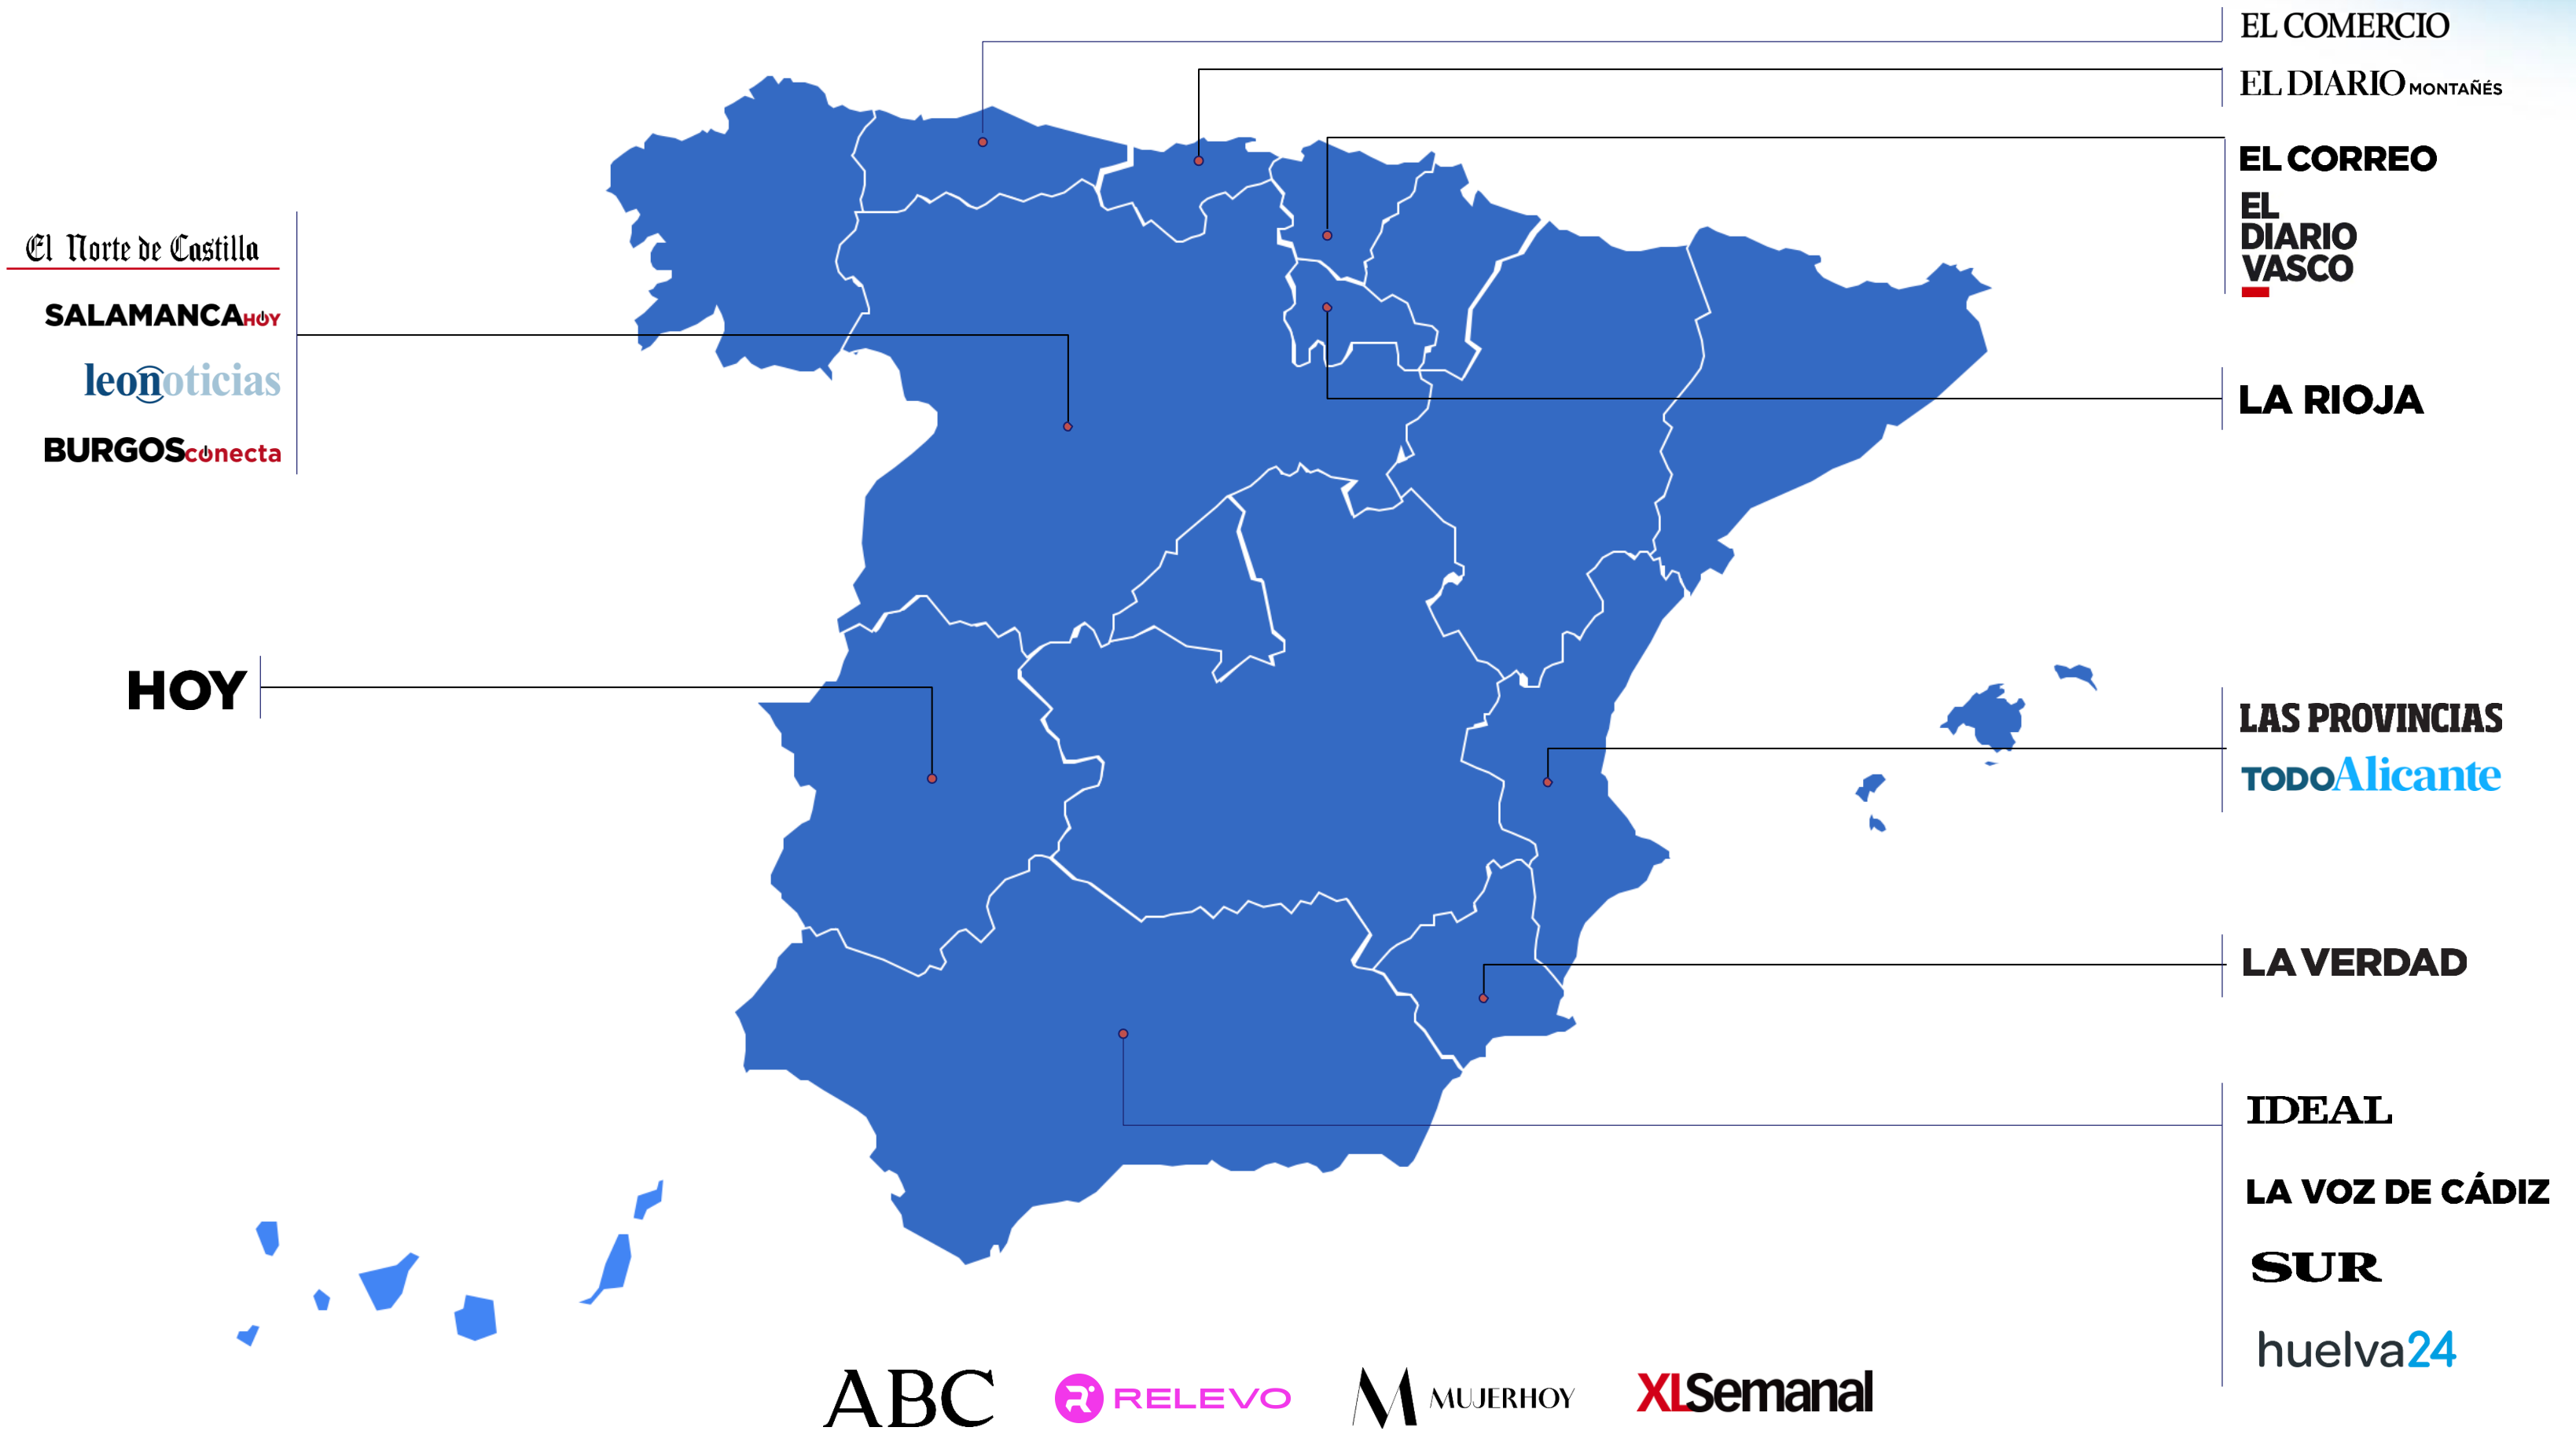 EL COMERCIO
EL DIARIO MONTAÑÉS
EL CORREO
EL
DIARIO
VASCO
El Norte de Castilla
SALAMANCAHOY
leonoticias
BURGOSconecta
LA RIOJA
HOY
LAS PROVINCIAS
TODOAlicante
LA VERDAD
IDEAL
LA VOZ DE CÁDIZ
SUR
huelva24
ABC
R RELEVO
M MUJERHOY
XLSemanal